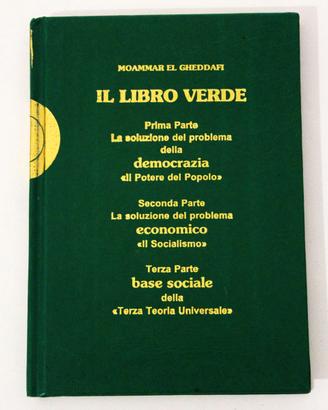 MOAMMAR EL GHEDDAFI
IL LIBRO VERDE
Prima Parte
La soluzione del problema
della
democrazia
«Il Potere del Popolo»
Seconda Parte
La soluzione del problema
economico
«Il Socialismo»
Terza Parte
base sociale
della
«Terza Teoria Universale»